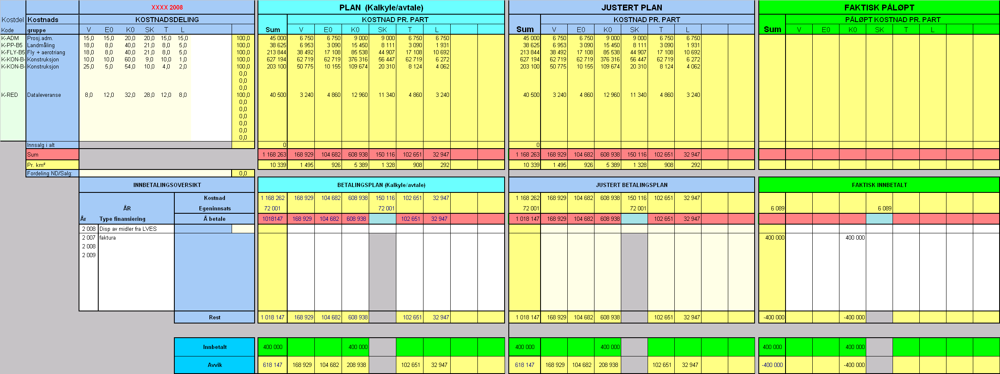 XXXX 2008 PLAN (Kalkyle/avtale) JUSTERT PLAN FAKTISK PÅLØPT
Kostdel Kostnads KOSTNADSDELING KOSTNAD PR. PART KOSTNAD PR. PART PÅLØPT KOSTNAD PR. PART
Kode gruppe V E0 K0 SK T L Sum V E0 K0 SK T L Sum V E0 K0 SK T L Sum V E0 K0 SK T L
K-ADM Prosj.adm. 15,0 15,0 20,0 20,0 15,0 15,0 100,0 45 000 6 750 6 750 9 000 9 000 6 750 6 750 45 000 6 750 6 750 9 000 9 000 6 750 6 750
K-PP-B5 Landmåling 18,0 8,0 40,0 21,0 8,0 5,0 100,0 38 625 6 953 3 090 15 450 8 111 3 090 1 931 38 625 6 953 3 090 15 450 8 111 3 090 1 931
K-FLY-B5 Fly + aerotriang 18,0 8,0 40,0 21,0 8,0 5,0 100,0 213 844 38 492 17 108 85 538 44 907 17 108 10 692 213 844 38 492 17 108 85 538 44 907 17 108 10 692
K-KON-B- Konstruksjon 10,0 10,0 60,0 9,0 10,0 1,0 100,0 627 194 62 719 62 719 376 316 56 447 62 719 6 272 627 194 62 719 62 719 376 316 56 447 62 719 6 272
K-KON-B- Konstruksjon 25,0 5,0 54,0 10,0 4,0 2,0 100,0 203 100 50 775 10 155 109 674 20 310 8 124 4 062 203 100 50 775 10 155 109 674 20 310 8 124 4 062
0,0
0,0
0,0
K-RED Dataleveranse 8,0 12,0 32,0 28,0 12,0 8,0 100,0 40 500 3 240 4 860 12 960 11 340 4 860 3 240 40 500 3 240 4 860 12 960 11 340 4 860 3 240
0,0
0,0
0,0
0,0
0,0
0,0
Innsalg i alt 0 0
Sum 1 168 263 168 929 104 682 608 938 150 116 102 651 32 947 1 168 263 168 929 104 682 608 938 150 116 102 651 32 947
Pr. km² 10 339 1 495 926 5 389 1 328 908 292 10 339 1 495 926 5 389 1 328 908 292
Fordeling ND/Salg: 0,0
INNBETALINGSOVERSIKT BETALINGSPLAN (Kalkyle/avtale) JUSTERT BETALINGSPLAN FAKTISK INNBETALT
Kostnad 1 168 262 168 929 104 682 608 938 150 116 102 651 32 947 1 168 262 168 929 104 682 608 938 150 116 102 651 32 947
ÅR Egeninnsats 72 001 72 001 72 001 72 001 6 089 6 089
År Type finansiering Å betale 1018147 168 929 104 682 608 938 102 651 32 947 1 018 147 168 929 104 682 608 938 102 651 32 947
2 008 Disp av midler fra LVES
2 007 faktura 400 000 400 000
2 008
2 009
Rest 1 018 147 168 929 104 682 608 938 102 651 32 947 1 018 147 168 929 104 682 608 938 102 651 32 947 -400 000 -400 000
Innbetalt 400 000 400 000 400 000 400 000 400 000 400 000
Avvik 618 147 168 929 104 682 208 938 102 651 32 947 618 147 168 929 104 682 208 938 102 651 32 947 -400 000 -400 000